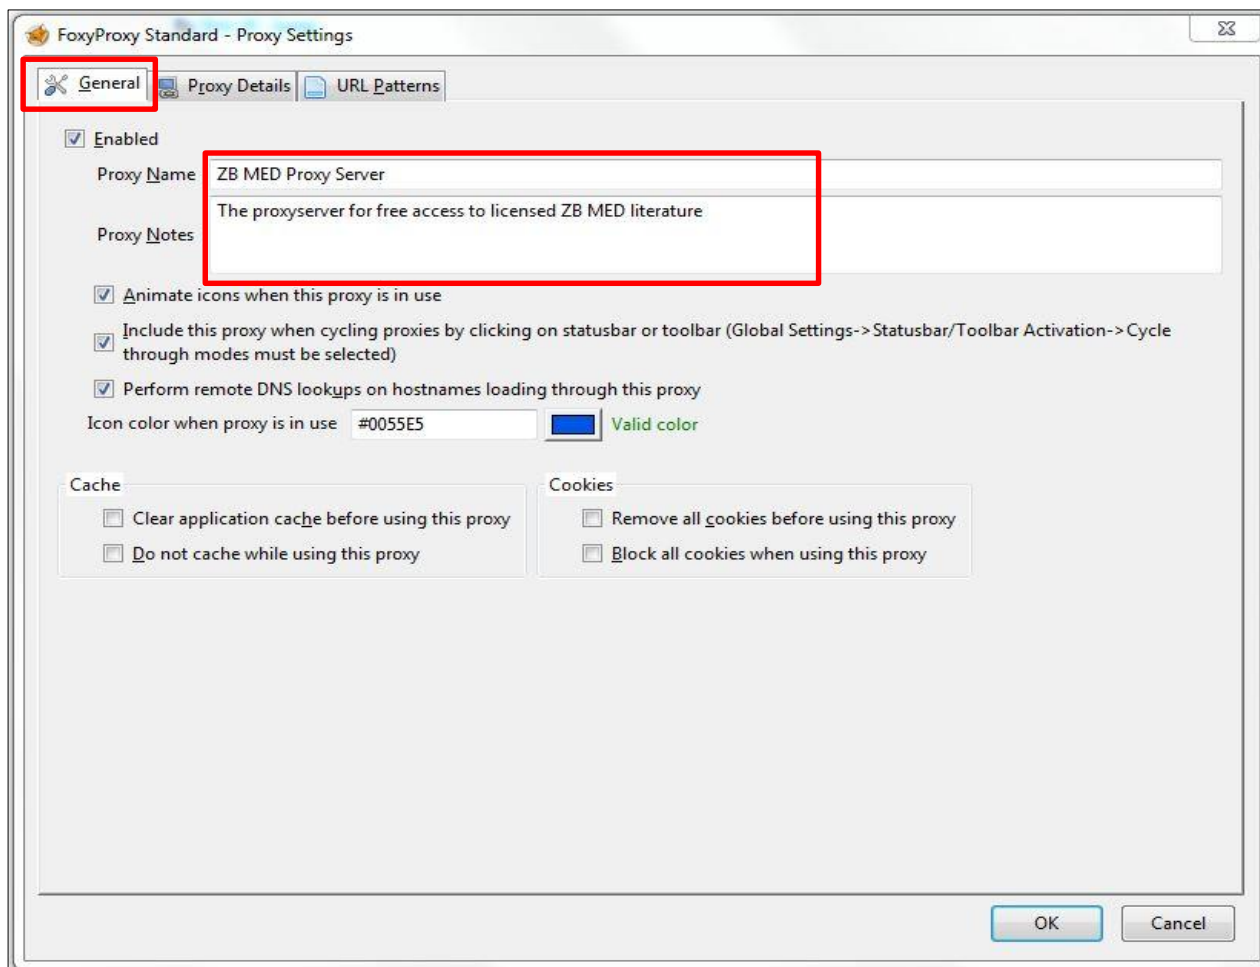 FoxyProxy Standard - Proxy Settings
General
Proxy Details
URL Patterns
Enabled
Proxy Name
ZB MED Proxy Server
Proxy Notes
The proxyserver for free access to licensed ZB MED literature
Animate icons when this proxy is in use
Include this proxy when cycling proxies by clicking on statusbar or toolbar (Global Settings->Statusbar/Toolbar Activation->Cycle
through modes must be selected)
Perform remote DNS lookups on hostnames loading through this proxy
Icon color when proxy is in use
#0055E5
Valid color
Cache
Clear application cache before using this proxy
Do not cache while using this proxy
Cookies
Remove all cookies before using this proxy
Block all cookies when using this proxy
OK
Cancel